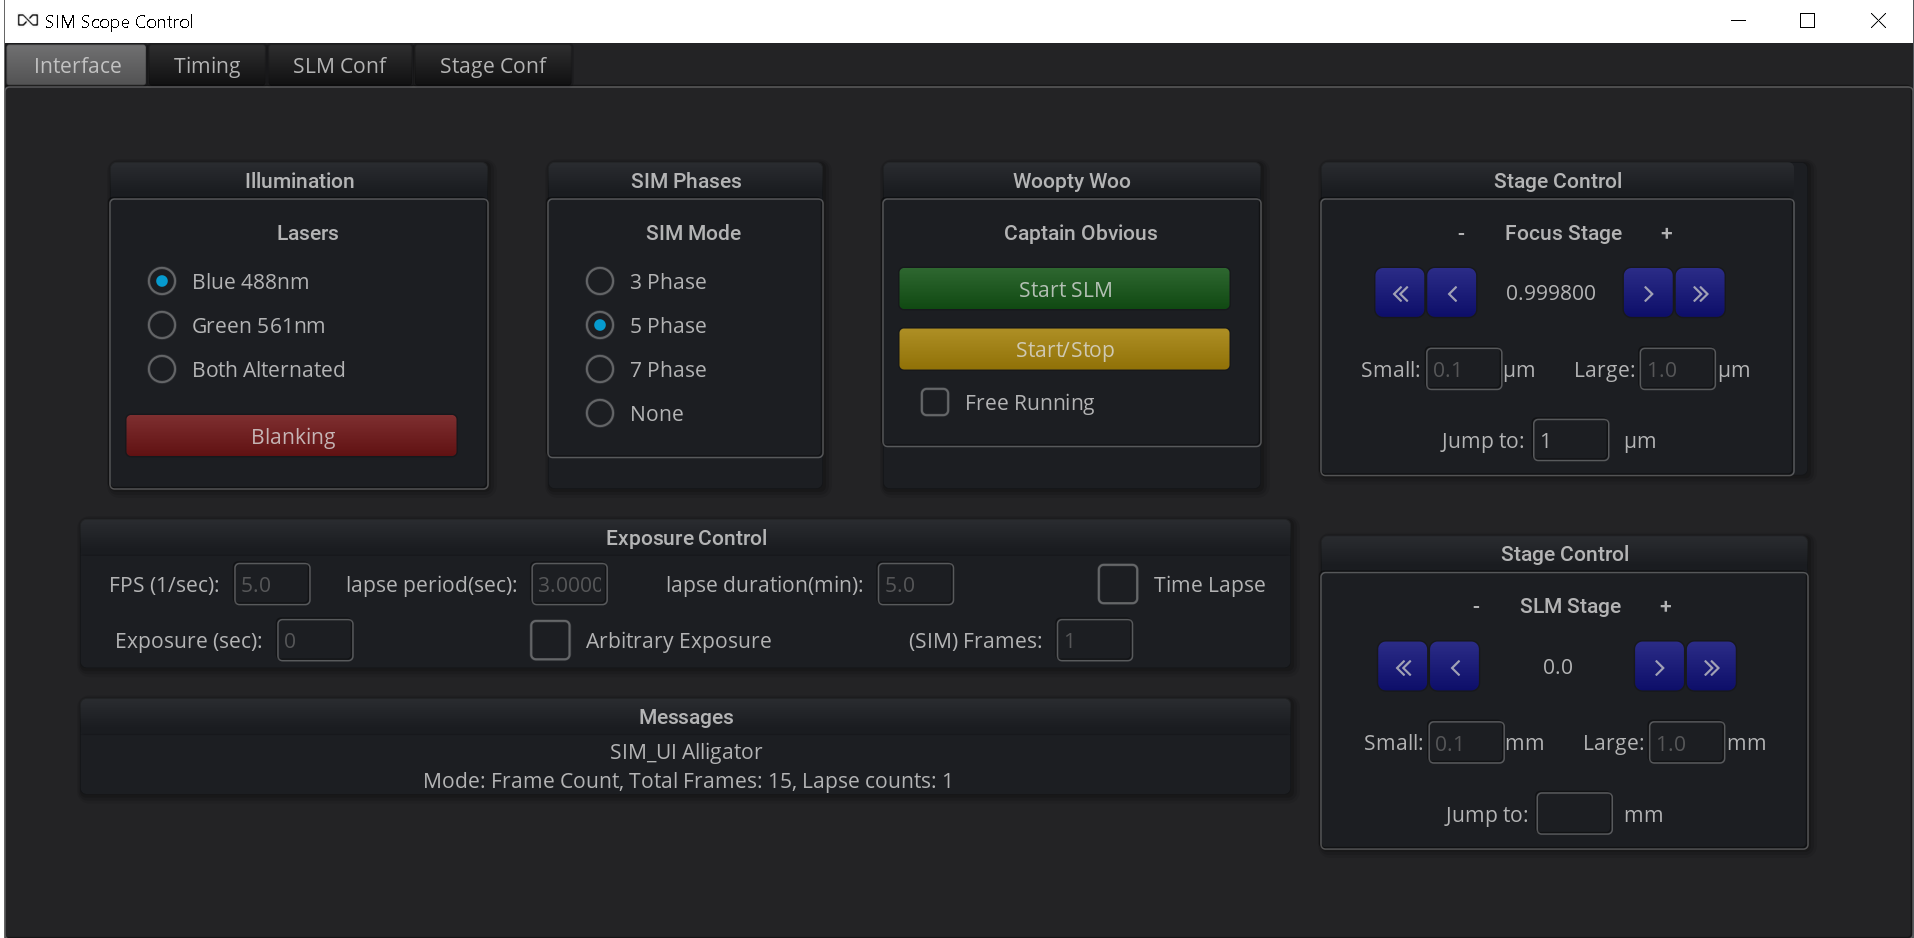 SIM Scope Control
Interface Timing SLM Conf Stage Conf
Illumination
Lasers
Blue 488nm
Green 561nm
Both Alternated
Blanking
SIM Phases
SIM Mode
3 Phase
5 Phase
7 Phase
None
Woopty Woo
Captain Obvious
Start SLM
Start/Stop
Free Running
Stage Control
- Focus Stage +
« < 0.999800 > »
Small: 0.1 µm Large: 1.0 µm
Jump to: 1 µm
Exposure Control
FPS (1/sec): 5.0 lapse period(sec): 3.0000 lapse duration(min): 5.0 Time Lapse
Exposure (sec): 0 Arbitrary Exposure (SIM) Frames: 1
Messages
SIM_UI Alligator
Mode: Frame Count, Total Frames: 15, Lapse counts: 1
Stage Control
- SLM Stage +
« < 0.0 > »
Small: 0.1 mm Large: 1.0 mm
Jump to: mm